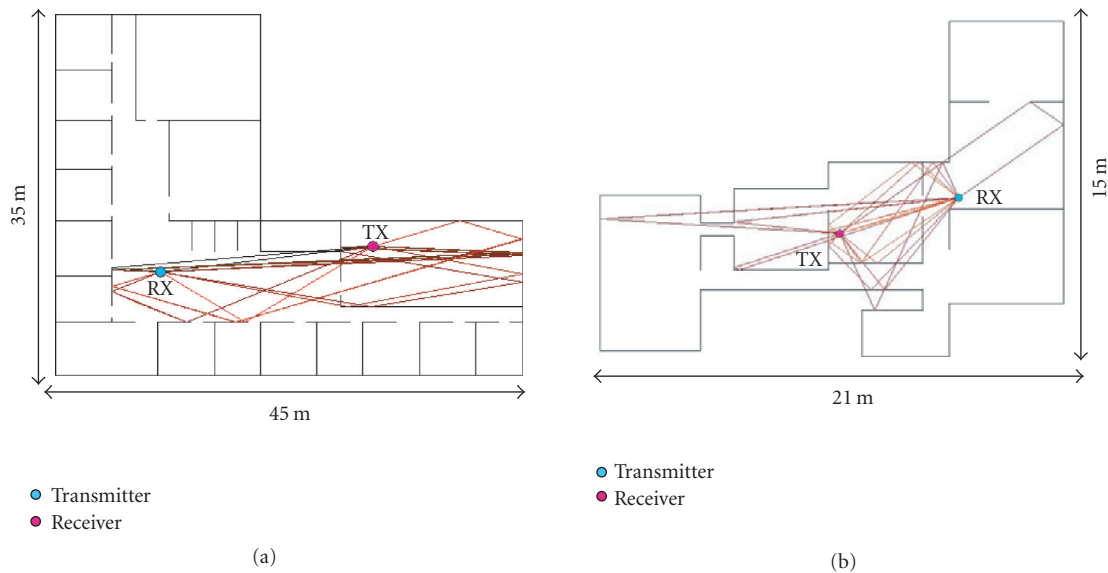 35 m
TX
RX
45 m
Transmitter
Receiver
(a)
15 m
RX
TX
21 m
Transmitter
Receiver
(b)